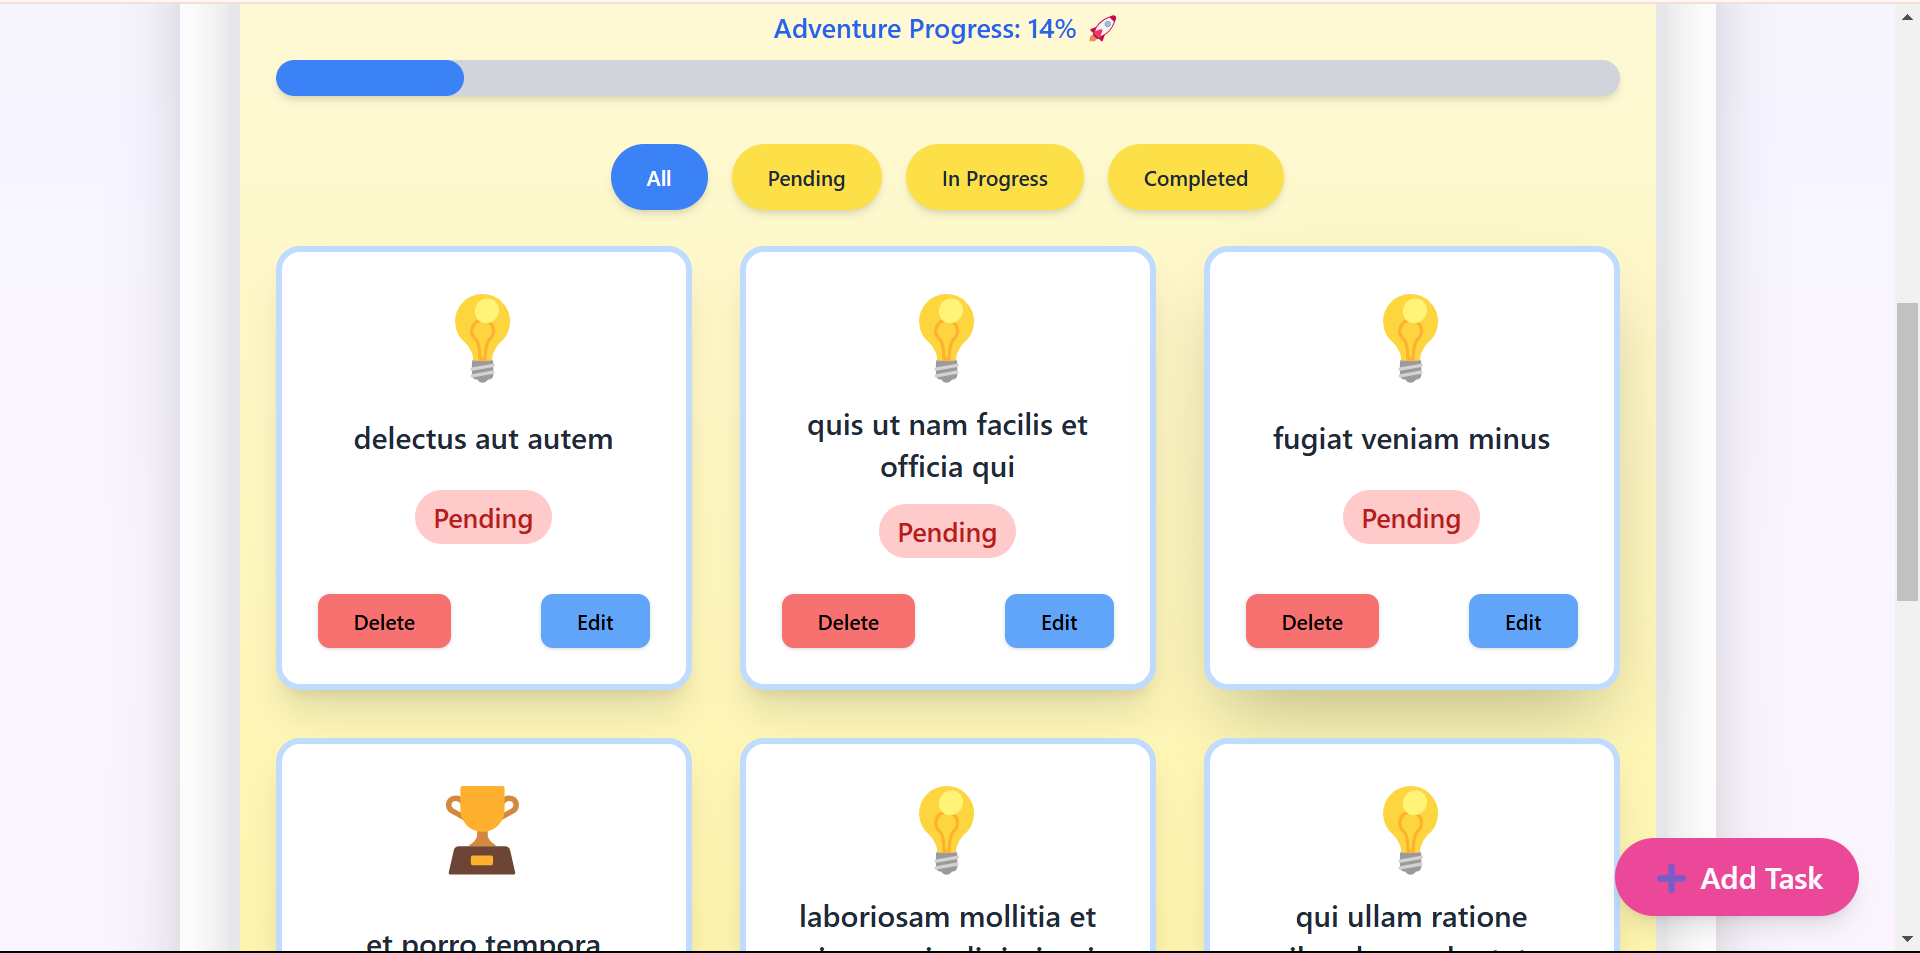 Adventure Progress: 14% 🚀
All
Pending
In Progress
Completed
delectus aut autem
Pending
Delete
Edit
quis ut nam facilis et
officia qui
Pending
Delete
Edit
fugiat veniam minus
Pending
Delete
Edit
et porro tempora
laboriosam mollitia et
qui ullam ratione
Add Task